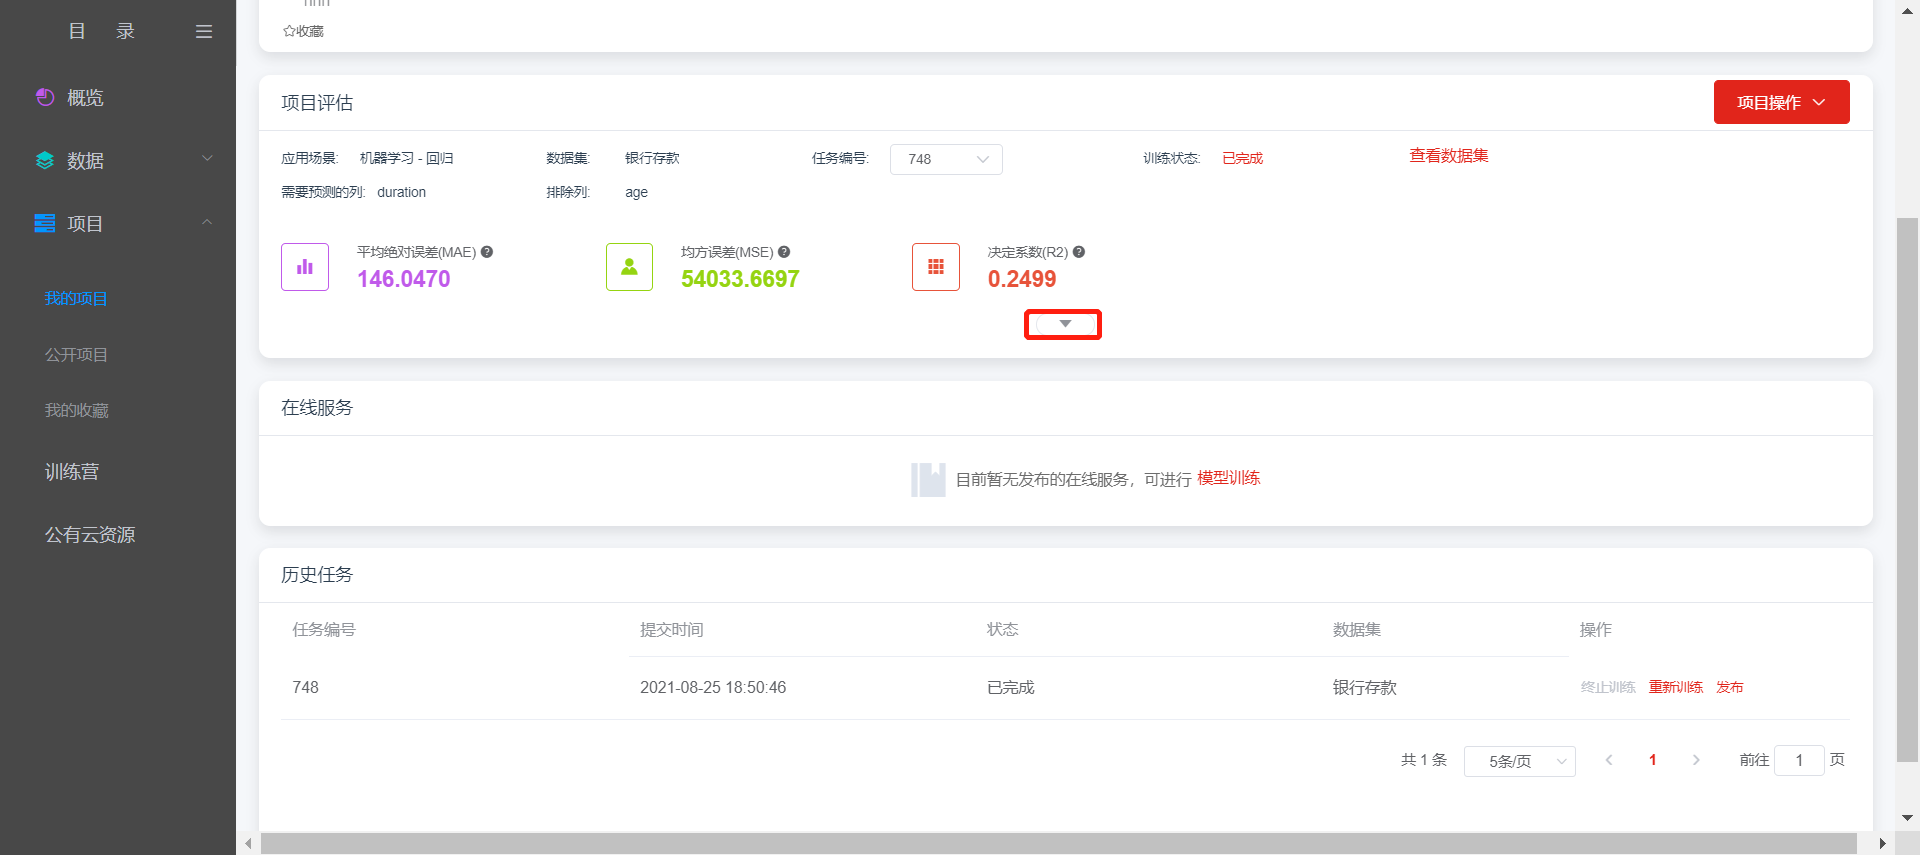 目 录
概览
数据
项目
我的项目
公开项目
我的收藏
训练营
公有云资源
☆收藏
项目评估
项目操作
应用场景: 机器学习 - 回归 数据集: 银行存款 任务编号: 748 训练状态: 已完成 查看数据集
需要预测的列: duration 排除列: age
平均绝对误差(MAE)
146.0470
均方误差(MSE)
54033.6697
决定系数(R2)
0.2499
在线服务
目前暂无发布的在线服务，可进行 模型训练
历史任务
任务编号 提交时间 状态 数据集 操作
748 2021-08-25 18:50:46 已完成 银行存款 终止训练 重新训练 发布
共 1 条 5条/页 1 前往 1 页